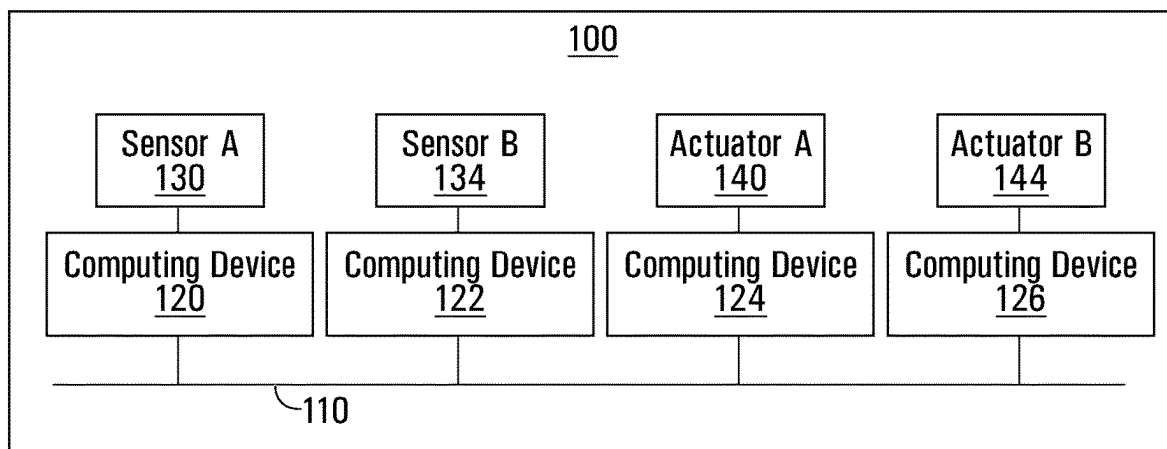 100
Sensor A
130
Sensor B
134
Actuator A
140
Actuator B
144
Computing Device
120
Computing Device
122
Computing Device
124
Computing Device
126
110